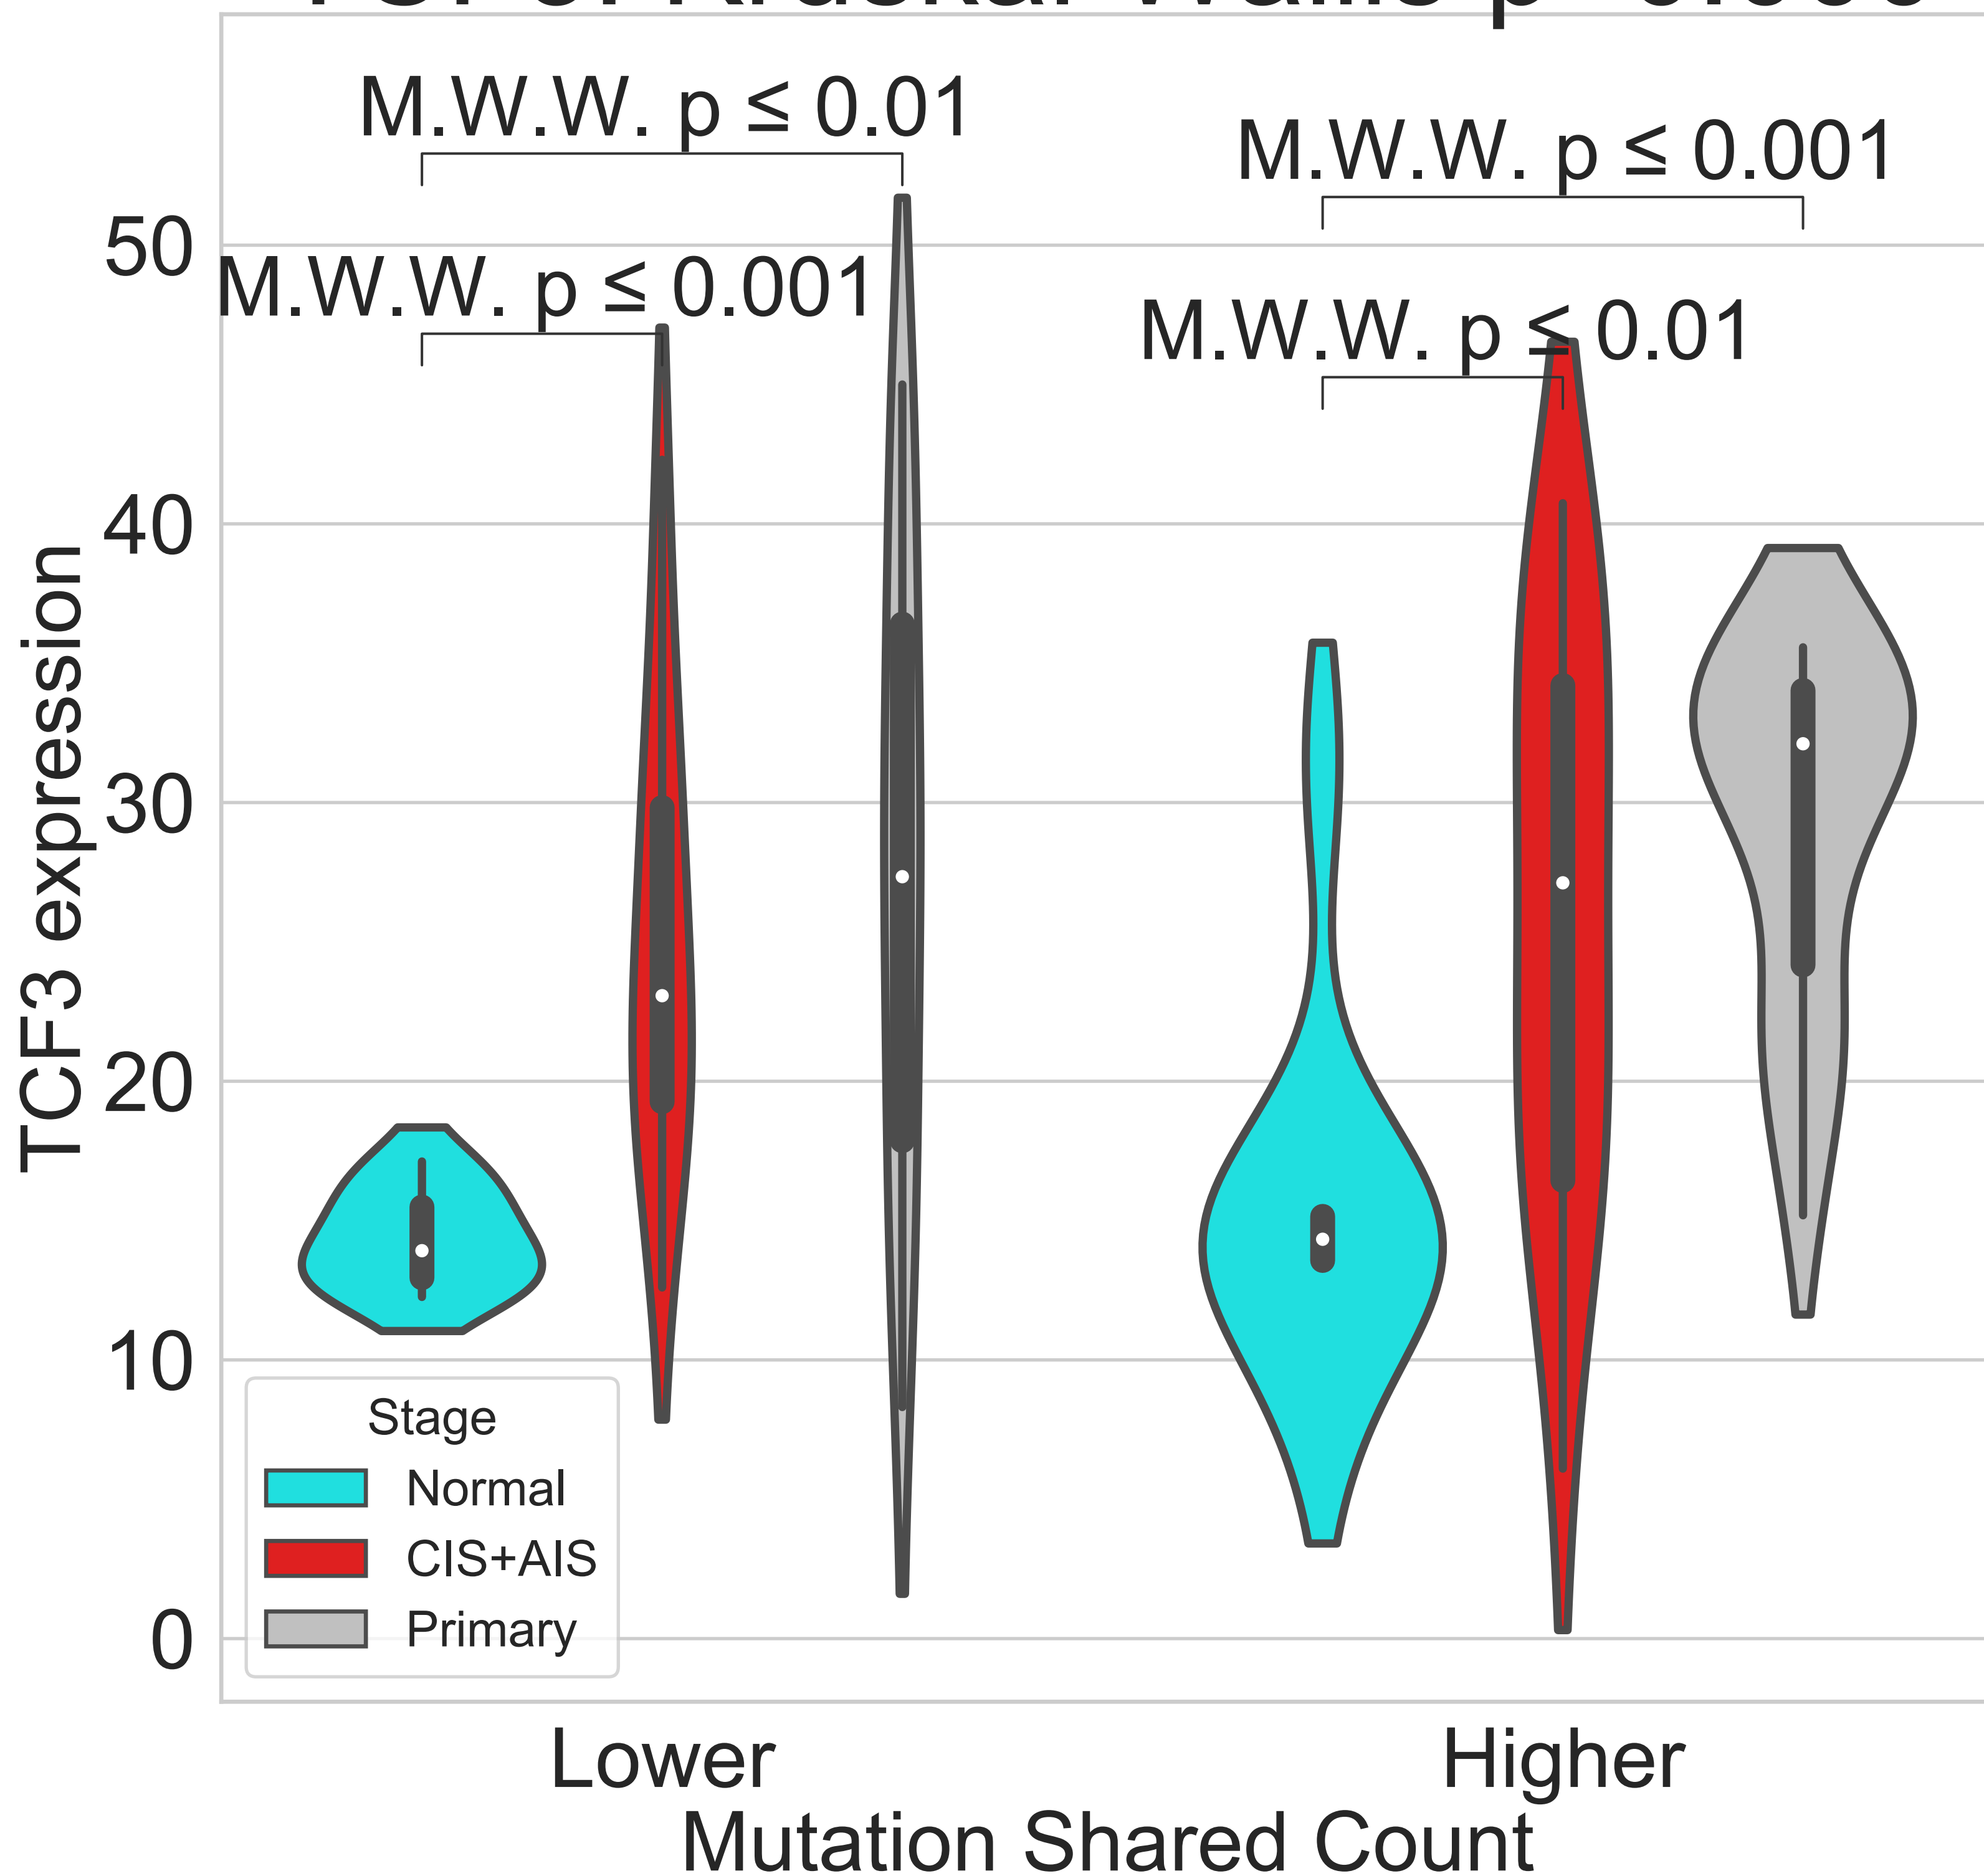 M.W.W. p ≤ 0.01
M.W.W. p ≤ 0.001
M.W.W. p ≤ 0.001
M.W.W. p ≤ 0.01
50
40
30
20
10
0
TCF3 expression
Stage
Normal
CIS+AIS
Primary
Lower
Higher
Mutation Shared Count